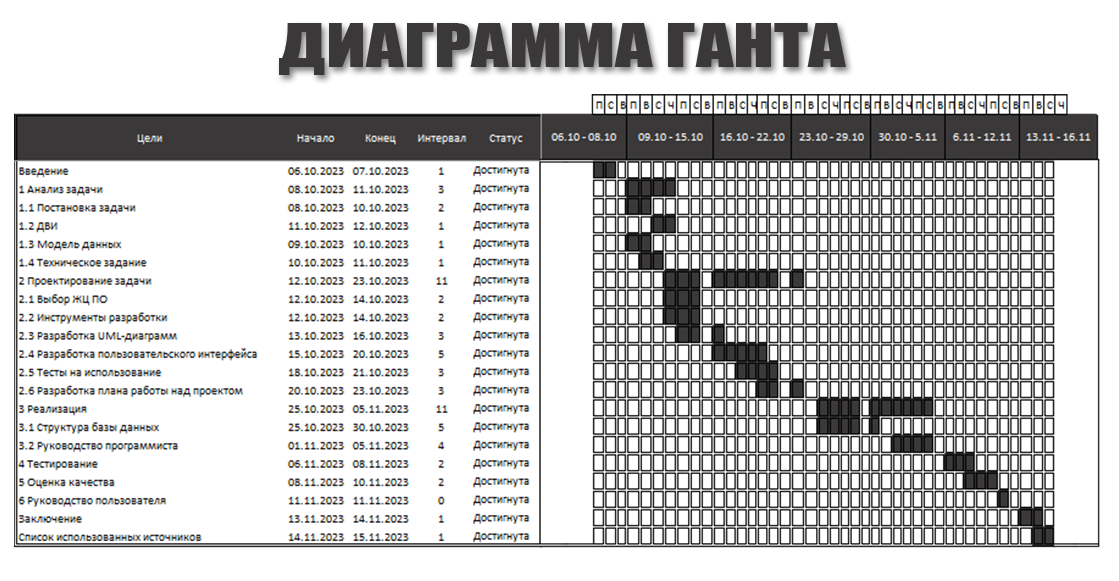 ДИАГРАММА ГАНТА
п с в п в с ч п с в п в с ч п с в п в с ч п с в п в с ч п с в п в с ч п с в п в с ч
Цели Начало Конец Интервал Статус 06.10 - 08.10 09.10 - 15.10 16.10 - 22.10 23.10 - 29.10 30.10 - 5.11 6.11 - 12.11 13.11 - 16.11
Введение 06.10.2023 07.10.2023 1 Достигнута
1 Анализ задачи 08.10.2023 11.10.2023 3 Достигнута
1.1 Постановка задачи 08.10.2023 10.10.2023 2 Достигнута
1.2 ДВИ 11.10.2023 12.10.2023 1 Достигнута
1.3 Модель данных 09.10.2023 10.10.2023 1 Достигнута
1.4 Техническое задание 10.10.2023 11.10.2023 1 Достигнута
2 Проектирование задачи 12.10.2023 23.10.2023 11 Достигнута
2.1 Выбор ЖЦ ПО 12.10.2023 14.10.2023 2 Достигнута
2.2 Инструменты разработки 12.10.2023 14.10.2023 2 Достигнута
2.3 Разработка UML-диаграмм 13.10.2023 16.10.2023 3 Достигнута
2.4 Разработка пользовательского интерфейса 15.10.2023 20.10.2023 5 Достигнута
2.5 Тесты на использование 18.10.2023 21.10.2023 3 Достигнута
2.6 Разработка плана работы над проектом 20.10.2023 23.10.2023 3 Достигнута
3 Реализация 25.10.2023 05.11.2023 11 Достигнута
3.1 Структура базы данных 25.10.2023 30.10.2023 5 Достигнута
3.2 Руководство программиста 01.11.2023 05.11.2023 4 Достигнута
4 Тестирование 06.11.2023 08.11.2023 2 Достигнута
5 Оценка качества 08.11.2023 10.11.2023 2 Достигнута
6 Руководство пользователя 11.11.2023 11.11.2023 0 Достигнута
Заключение 13.11.2023 14.11.2023 1 Достигнута
Список использованных источников 14.11.2023 15.11.2023 1 Достигнута